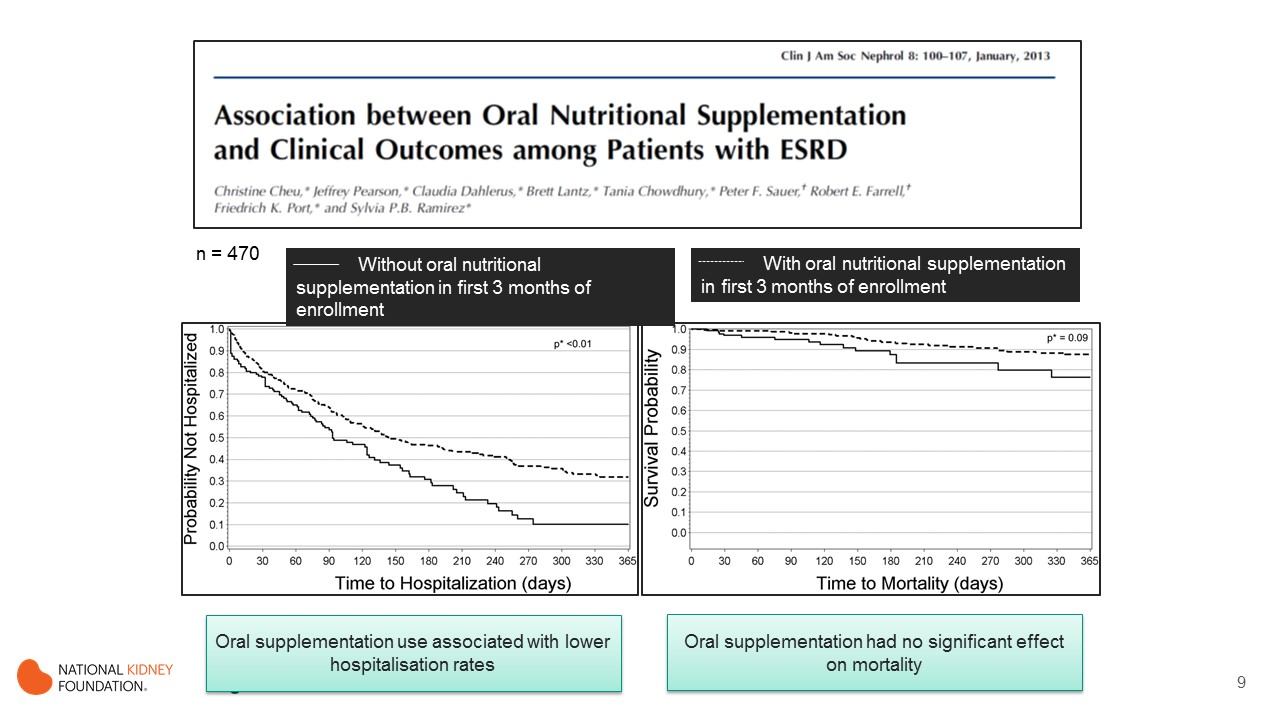 Clin J Am Soc Nephrol 8: 100–107, January, 2013
Association between Oral Nutritional Supplementation
and Clinical Outcomes among Patients with ESRD
Christine Cheu,* Jeffrey Pearson,* Claudia Dahlerus,* Brett Lantz,* Tania Chowdhury,* Peter F. Sauer,† Robert E. Farrell,†
Friedrich K. Port,* and Sylvia P.B. Ramirez*
n = 470
Without oral nutritional
supplementation in first 3 months of
enrollment
With oral nutritional supplementation
in first 3 months of enrollment
Probability Not Hospitalized
1.0
0.9
0.8
0.7
0.6
0.5
0.4
0.3
0.2
0.1
0.0
p* <0.01
0 30 60 90 120 150 180 210 240 270 300 330 365
Time to Hospitalization (days)
Survival Probability
1.0
0.9
0.8
0.7
0.6
0.5
0.4
0.3
0.2
0.1
0.0
p* = 0.09
0 30 60 90 120 150 180 210 240 270 300 330 365
Time to Mortality (days)
Oral supplementation use associated with lower
hospitalisation rates
Oral supplementation had no significant effect
on mortality
NATIONAL KIDNEY
FOUNDATION®
9